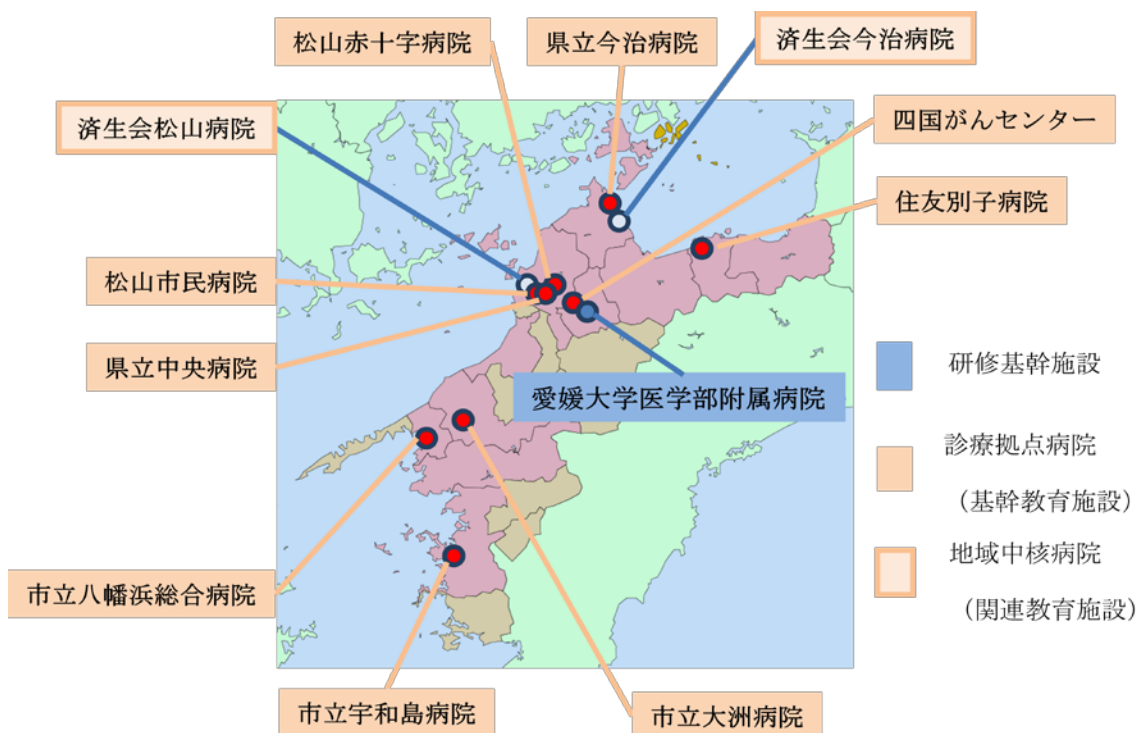 松山赤十字病院
県立今治病院
済生会今治病院
済生会松山病院
四国がんセンター
住友別子病院
松山市民病院
県立中央病院
愛媛大学医学部附属病院
研修基幹施設
診療拠点病院
（基幹教育施設）
地域中核病院
（関連教育施設）
市立八幡浜総合病院
市立宇和島病院
市立大洲病院